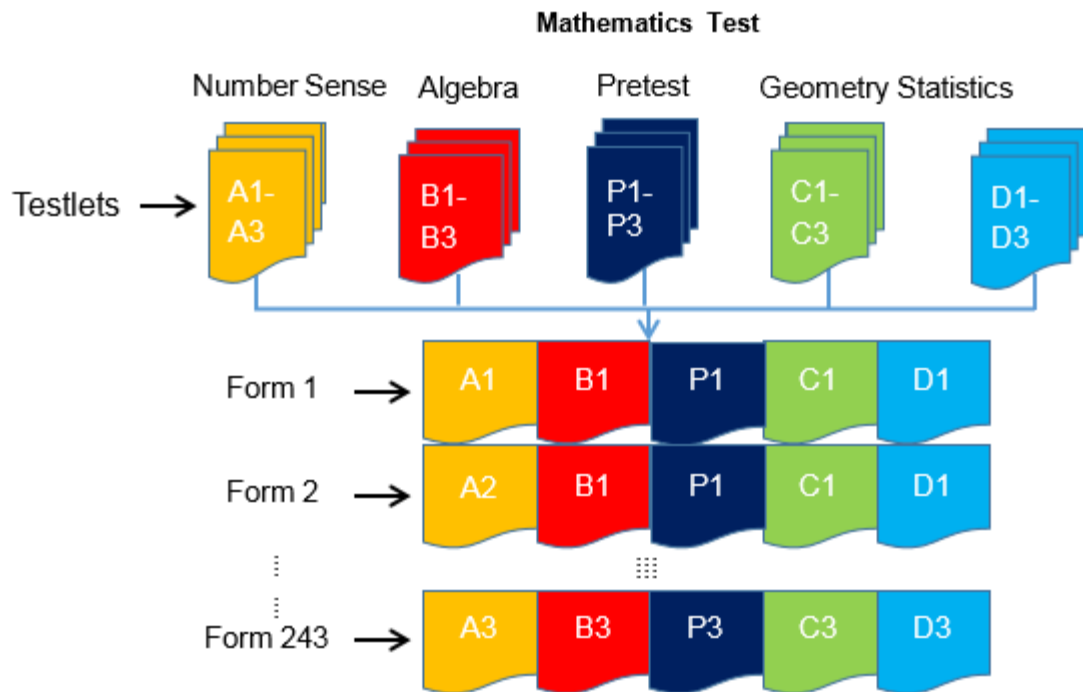 Mathematics Test
Number Sense Algebra Pretest Geometry Statistics
Testlets
A1-
A3
B1-
B3
P1-
P3
C1-
C3
D1-
D3
Form 1
A1 B1 P1 C1 D1
Form 2
A2 B1 P1 C1 D1
Form 243
A3 B3 P3 C3 D3